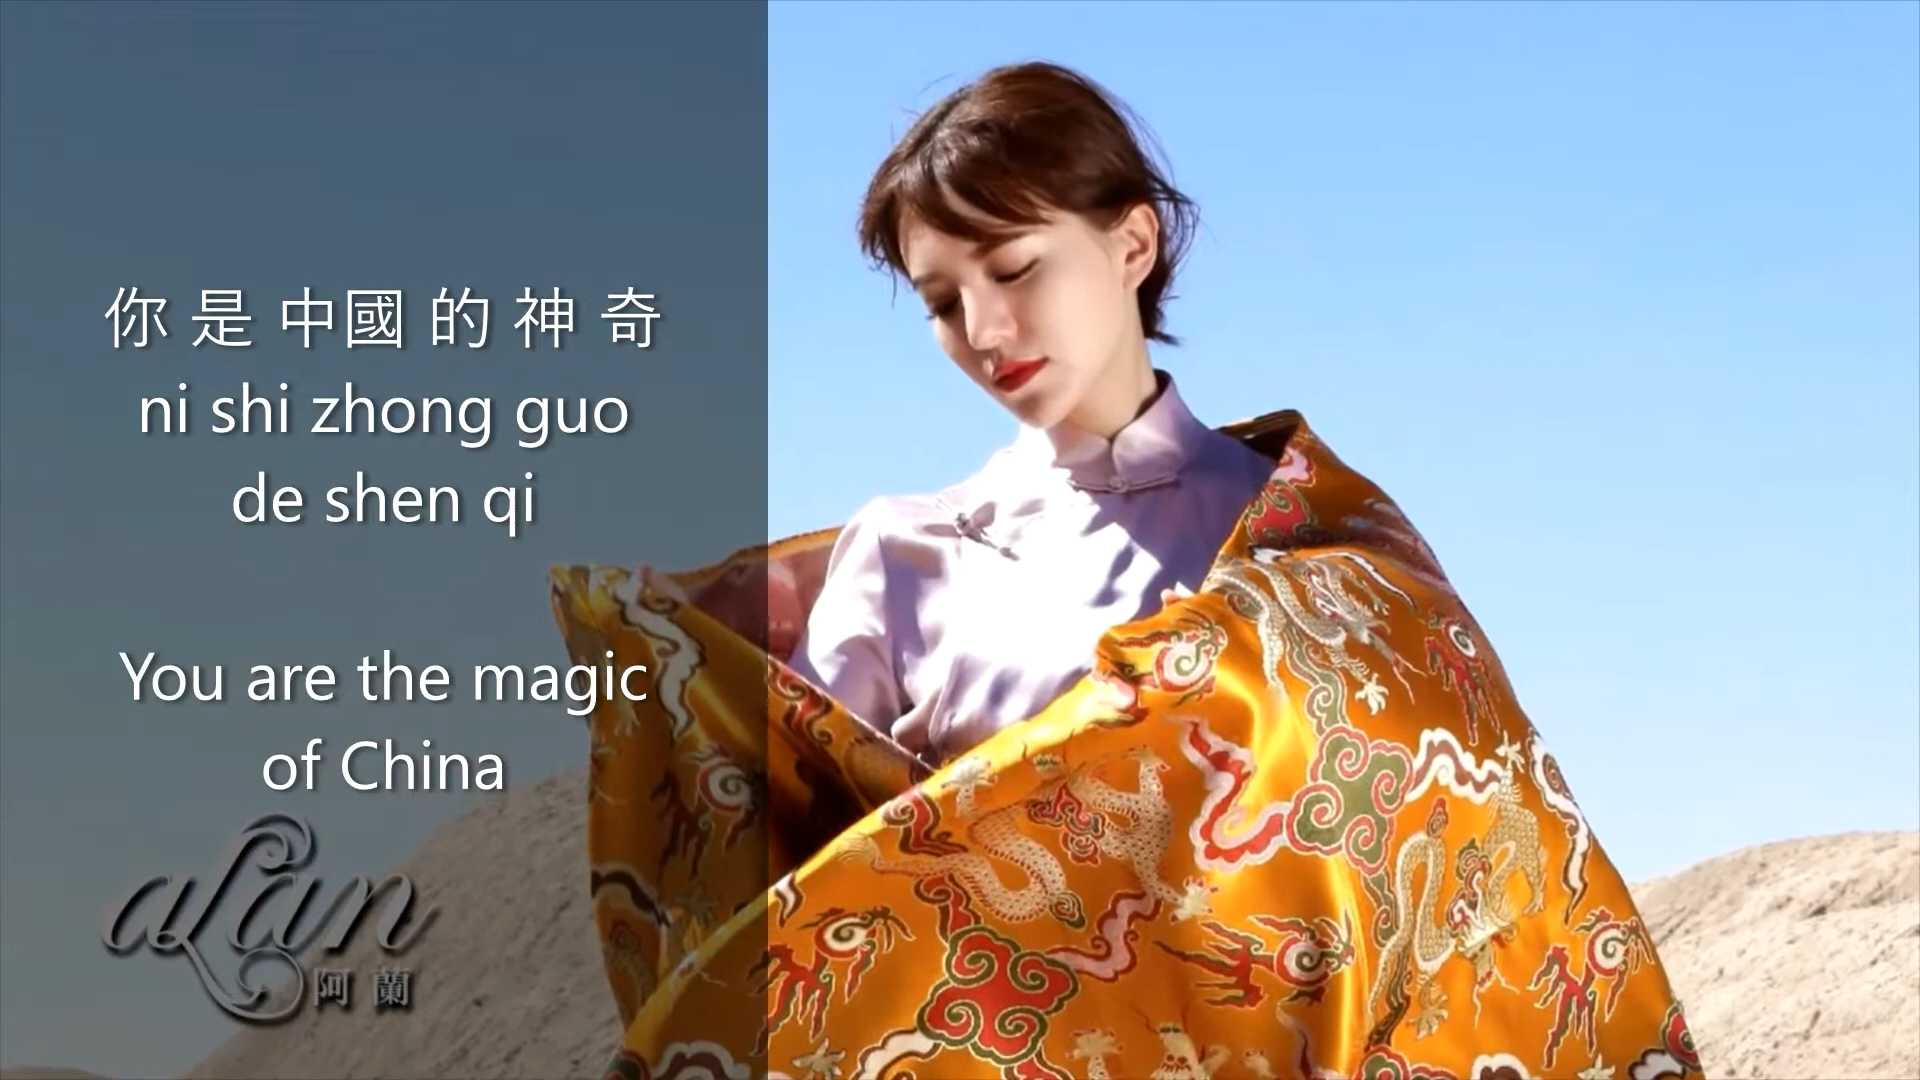 你 是 中國 的 神 奇
ni shi zhong guo
de shen qi
You are the magic
of China
alan
阿 蘭